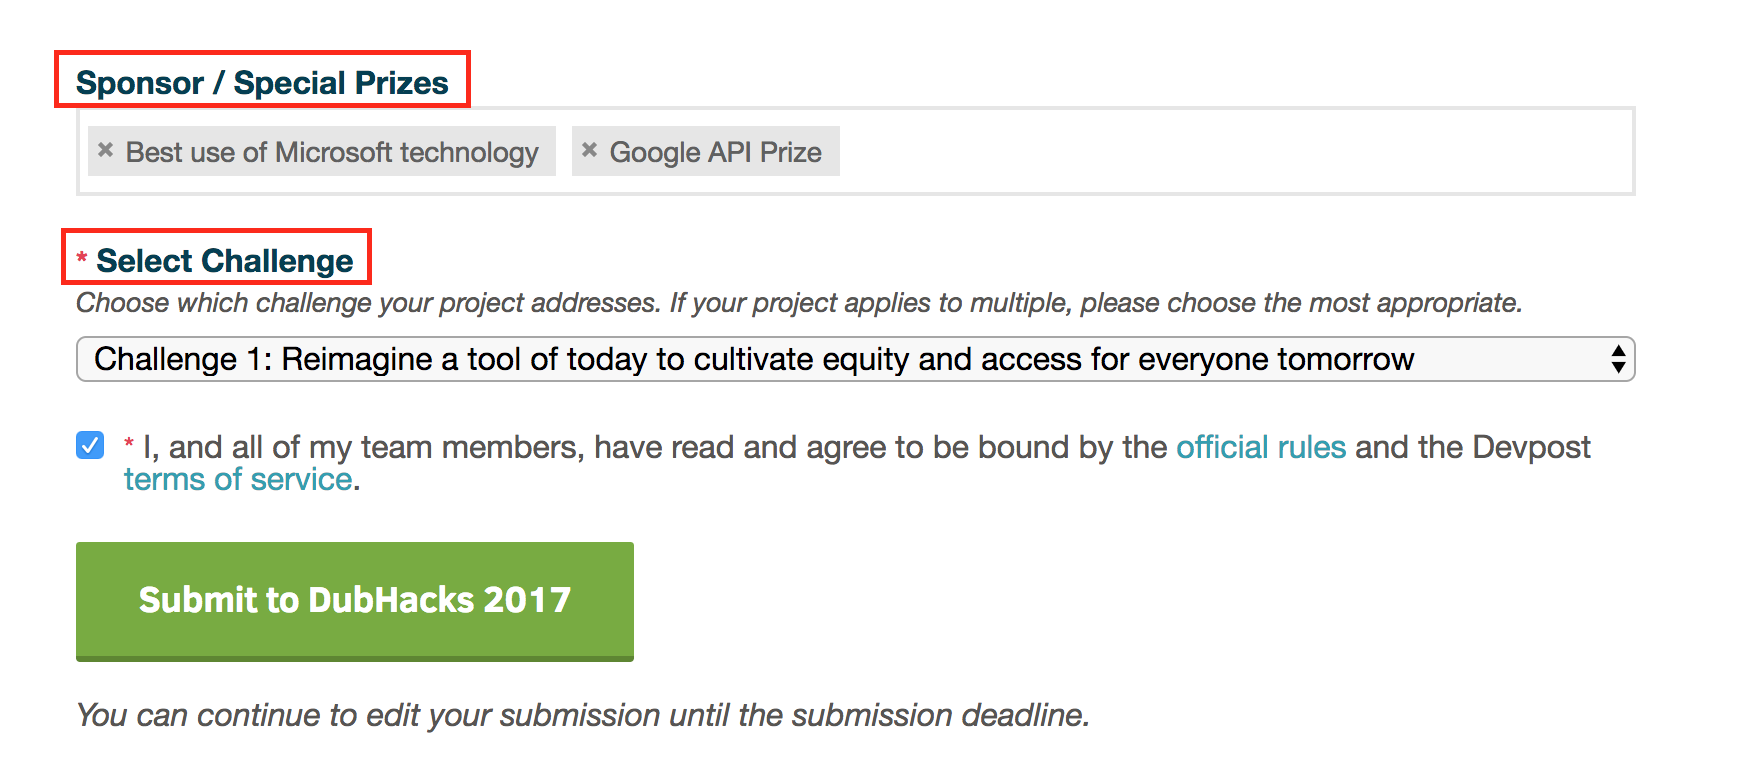 Sponsor / Special Prizes
× Best use of Microsoft technology × Google API Prize
* Select Challenge
Choose which challenge your project addresses. If your project applies to multiple, please choose the most appropriate.
Challenge 1: Reimagine a tool of today to cultivate equity and access for everyone tomorrow
* I, and all of my team members, have read and agree to be bound by the official rules and the Devpost
terms of service.
Submit to DubHacks 2017
You can continue to edit your submission until the submission deadline.